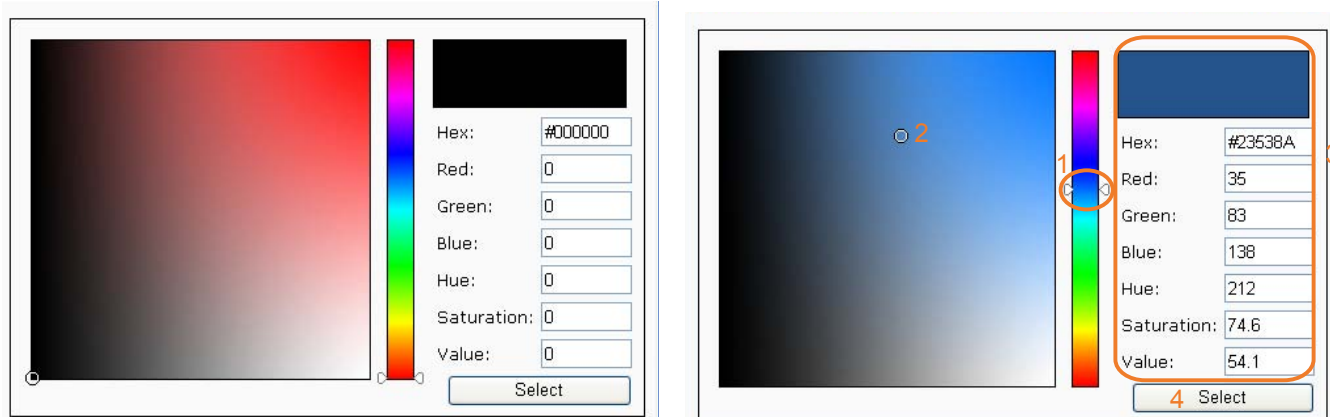 Hex: #000000
Red: 0
Green: 0
Blue: 0
Hue: 0
Saturation: 0
Value: 0
Select
2
1
Hex: #23538A
Red: 35
Green: 83
Blue: 138
Hue: 212
Saturation: 74.6
Value: 54.1
4 Select